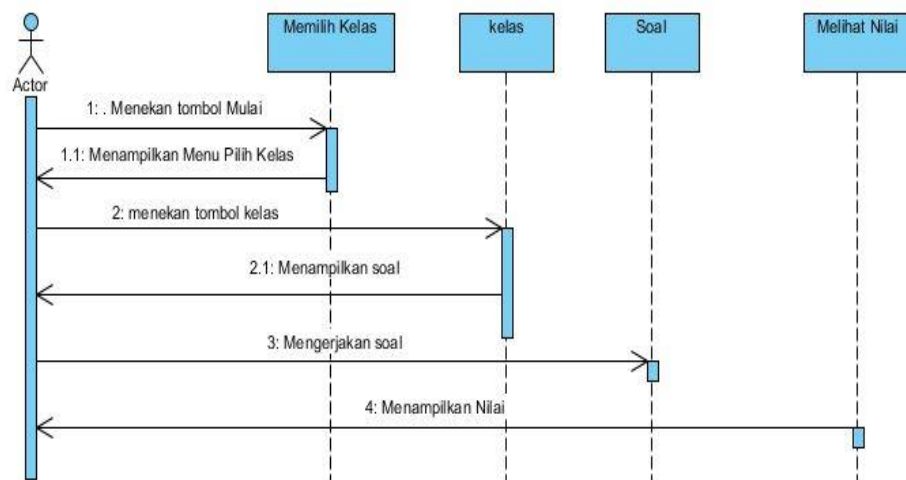 Memilih Kelas
kelas
Soal
Melihat Nilai
Actor
1: . Menekan tombol Mulai
1.1: Menampilkan Menu Pilih Kelas
2: menekan tombol kelas
2.1: Menampilkan soal
3: Mengerjakan soal
4: Menampilkan Nilai